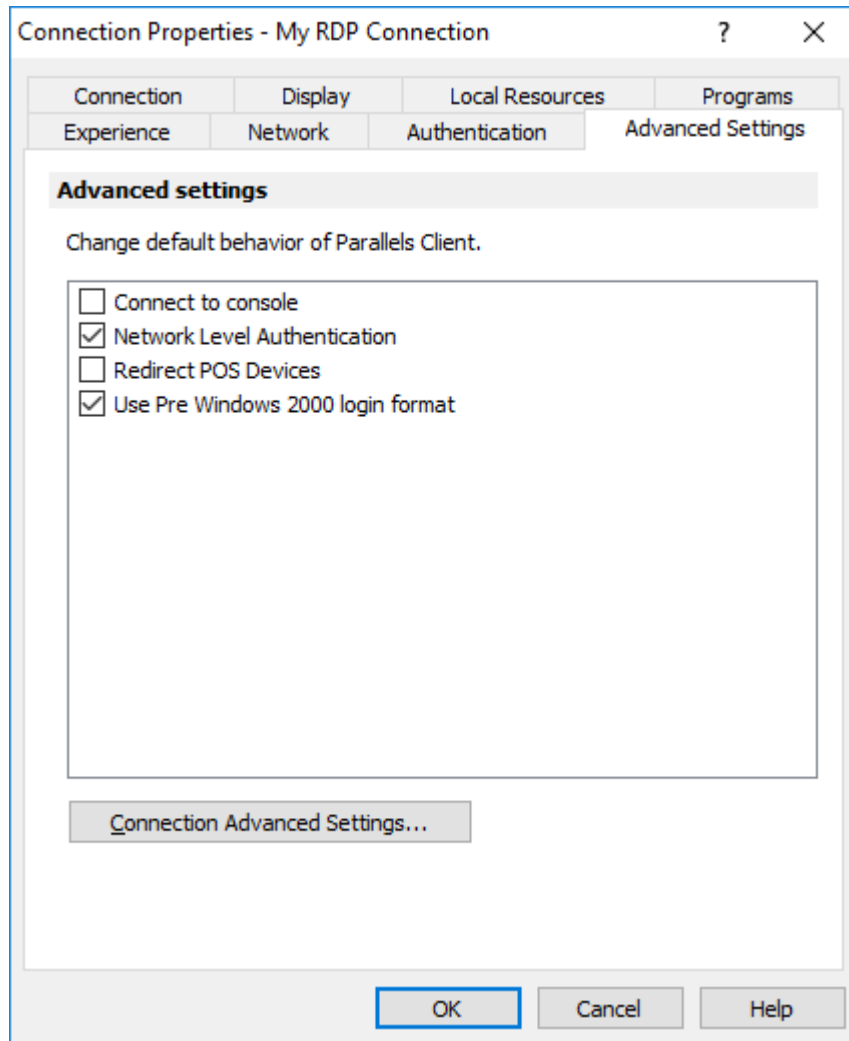 Connection Properties - My RDP Connection ?
Connection Display Local Resources Programs
Experience Network Authentication Advanced Settings
Advanced settings
Change default behavior of Parallels Client.
Connect to console
Network Level Authentication
Redirect POS Devices
Use Pre Windows 2000 login format
Connection Advanced Settings...
OK Cancel Help